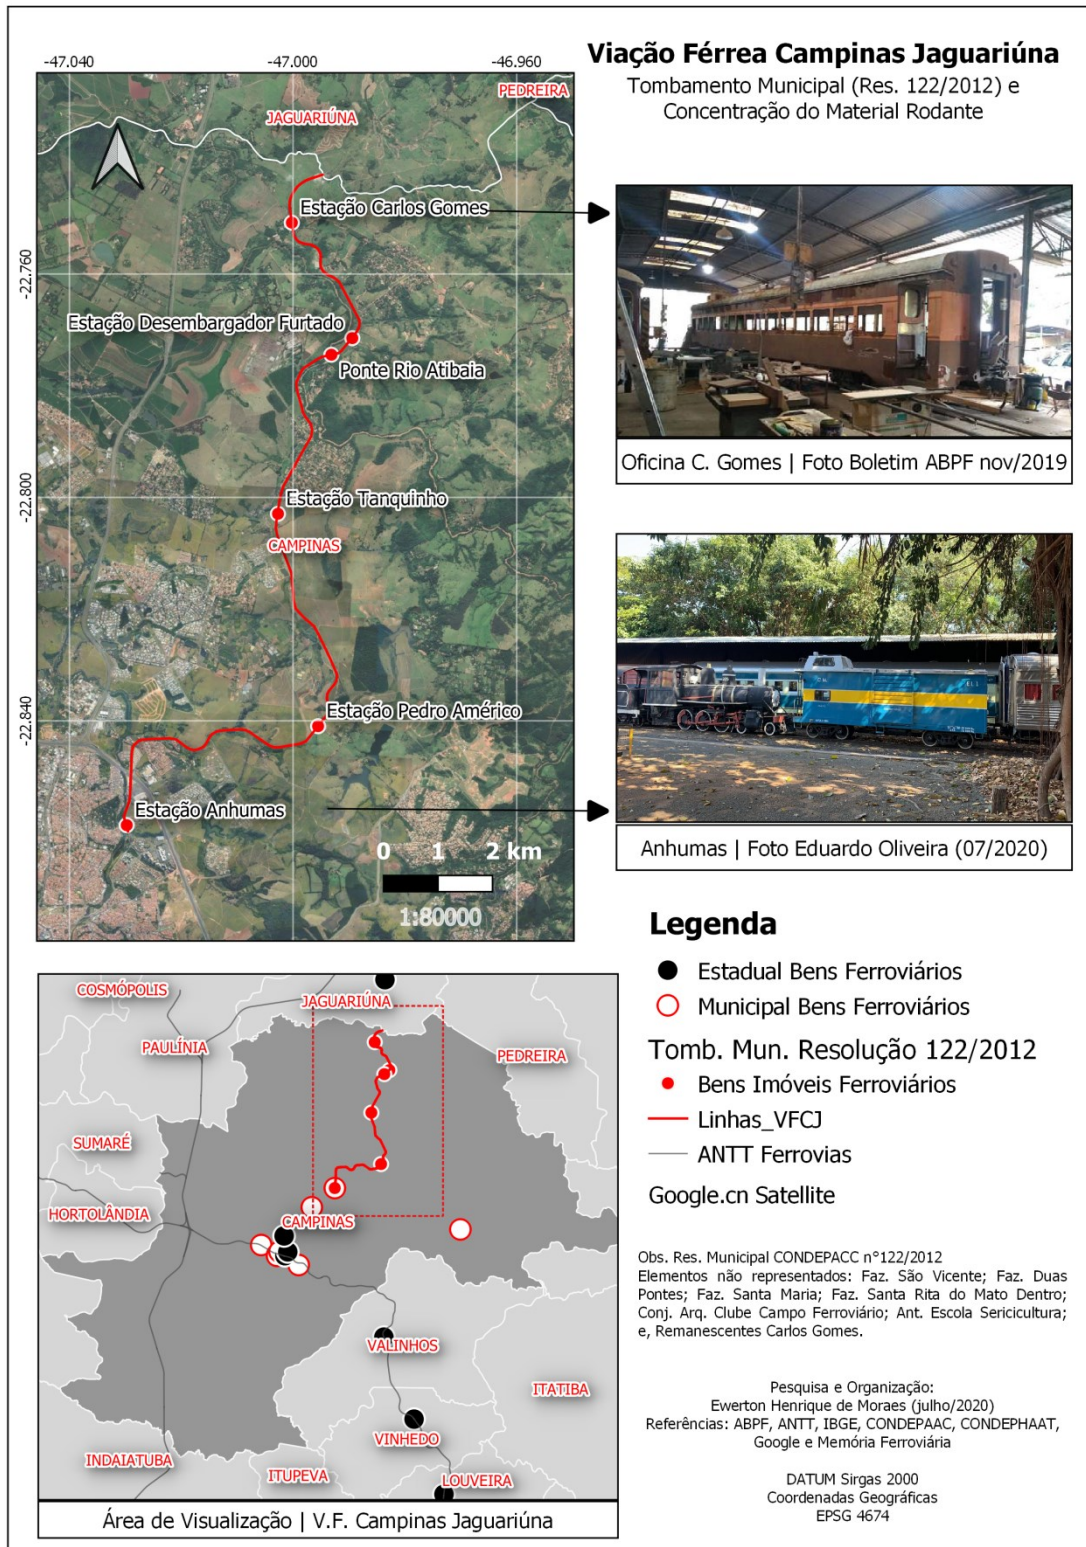 Viação Férrea Campinas Jaguariúna
Tombamento Municipal (Res. 122/2012) e
Concentração do Material Rodante
-47.040
-47.000
-46.960
PEDREIRA
JAGUARIÚNA
Estação Carlos Gomes
-22.760
Estação Desembargador Furtado
Ponte Rio Atibaia
-22.800
Estação Tanquinho
CAMPINAS
-22.840
Estação Pedro Américo
Estação Anhumas
0 1 2 km
1:80000
Oficina C. Gomes | Foto Boletim ABPF nov/2019
Anhumas | Foto Eduardo Oliveira (07/2020)
Legenda
Estadual Bens Ferroviários
Municipal Bens Ferroviários
Tomb. Mun. Resolução 122/2012
Bens Imóveis Ferroviários
Linhas_VFCJ
ANTT Ferrovias
Google.cn Satellite
COSMÓPOLIS
JAGUARIÚNA
PAULÍNIA
PEDREIRA
SUMARÉ
HORTOLÂNDIA
CAMPINAS
VALINHOS
ITATIBA
VINHEDO
INDAIATUBA
ITUPEVA
LOUVEIRA
Área de Visualização | V.F. Campinas Jaguariúna
Obs. Res. Municipal CONDEPACC n°122/2012
Elementos não representados: Faz. São Vicente; Faz. Duas
Pontes; Faz. Santa Maria; Faz. Santa Rita do Mato Dentro;
Conj. Arq. Clube Campo Ferroviário; Ant. Escola Sericicultura;
e, Remanescentes Carlos Gomes.
Pesquisa e Organização:
Ewerton Henrique de Moraes (julho/2020)
Referências: ABPF, ANTT, IBGE, CONDEPAAC, CONDEPHAAT,
Google e Memória Ferroviária
DATUM Sirgas 2000
Coordenadas Geográficas
EPSG 4674